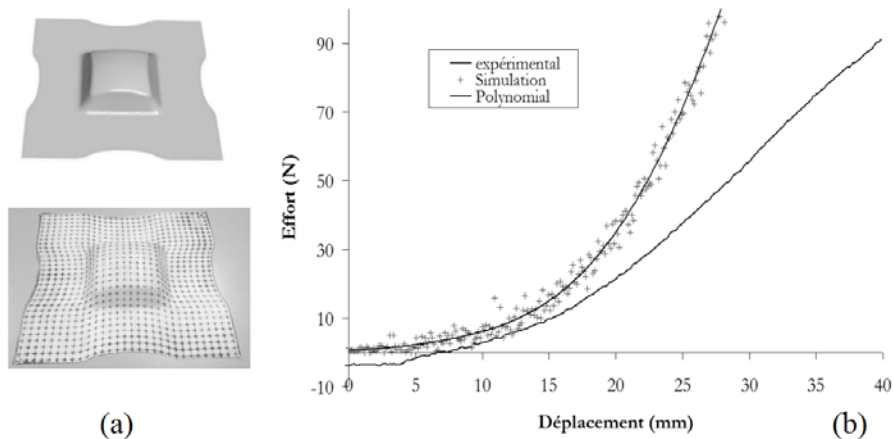 90
70
50
30
10
-10
0
5
10
15
20
25
30
35
40
Effort (N)
Déplacement (mm)
expérimental
Simulation
Polynomial
(a)
(b)